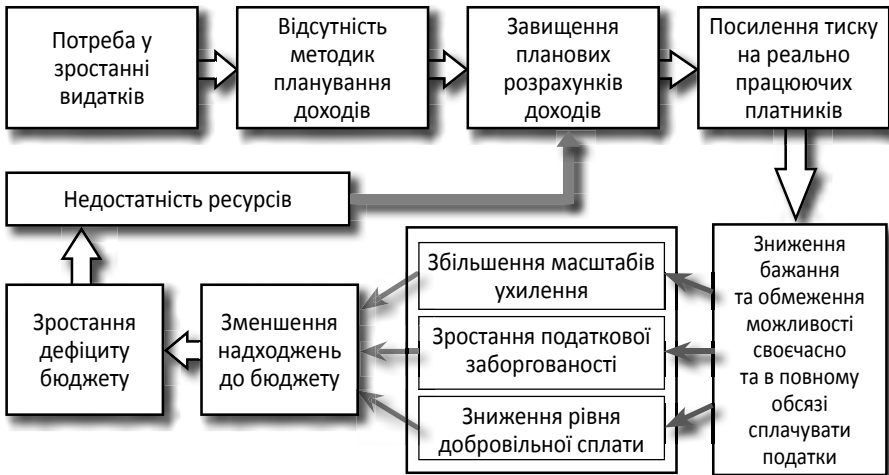 Потреба у
зростанні
видатків
Відсутність
методик
планування
доходів
Завищення
планових
розрахунків
доходів
Посилення тиску
на реально
працюючих
платників
Недостатність ресурсів
Зниження
бажання
та обмеження
можливості
своєчасно
та в повному
обсязі
сплачувати
податки
Збільшення масштабів
ухилення
Зростання податкової
заборгованості
Зниження рівня
добровільної сплати
Зменшення
надходжень
до бюджету
Зростання
дефіциту
бюджету